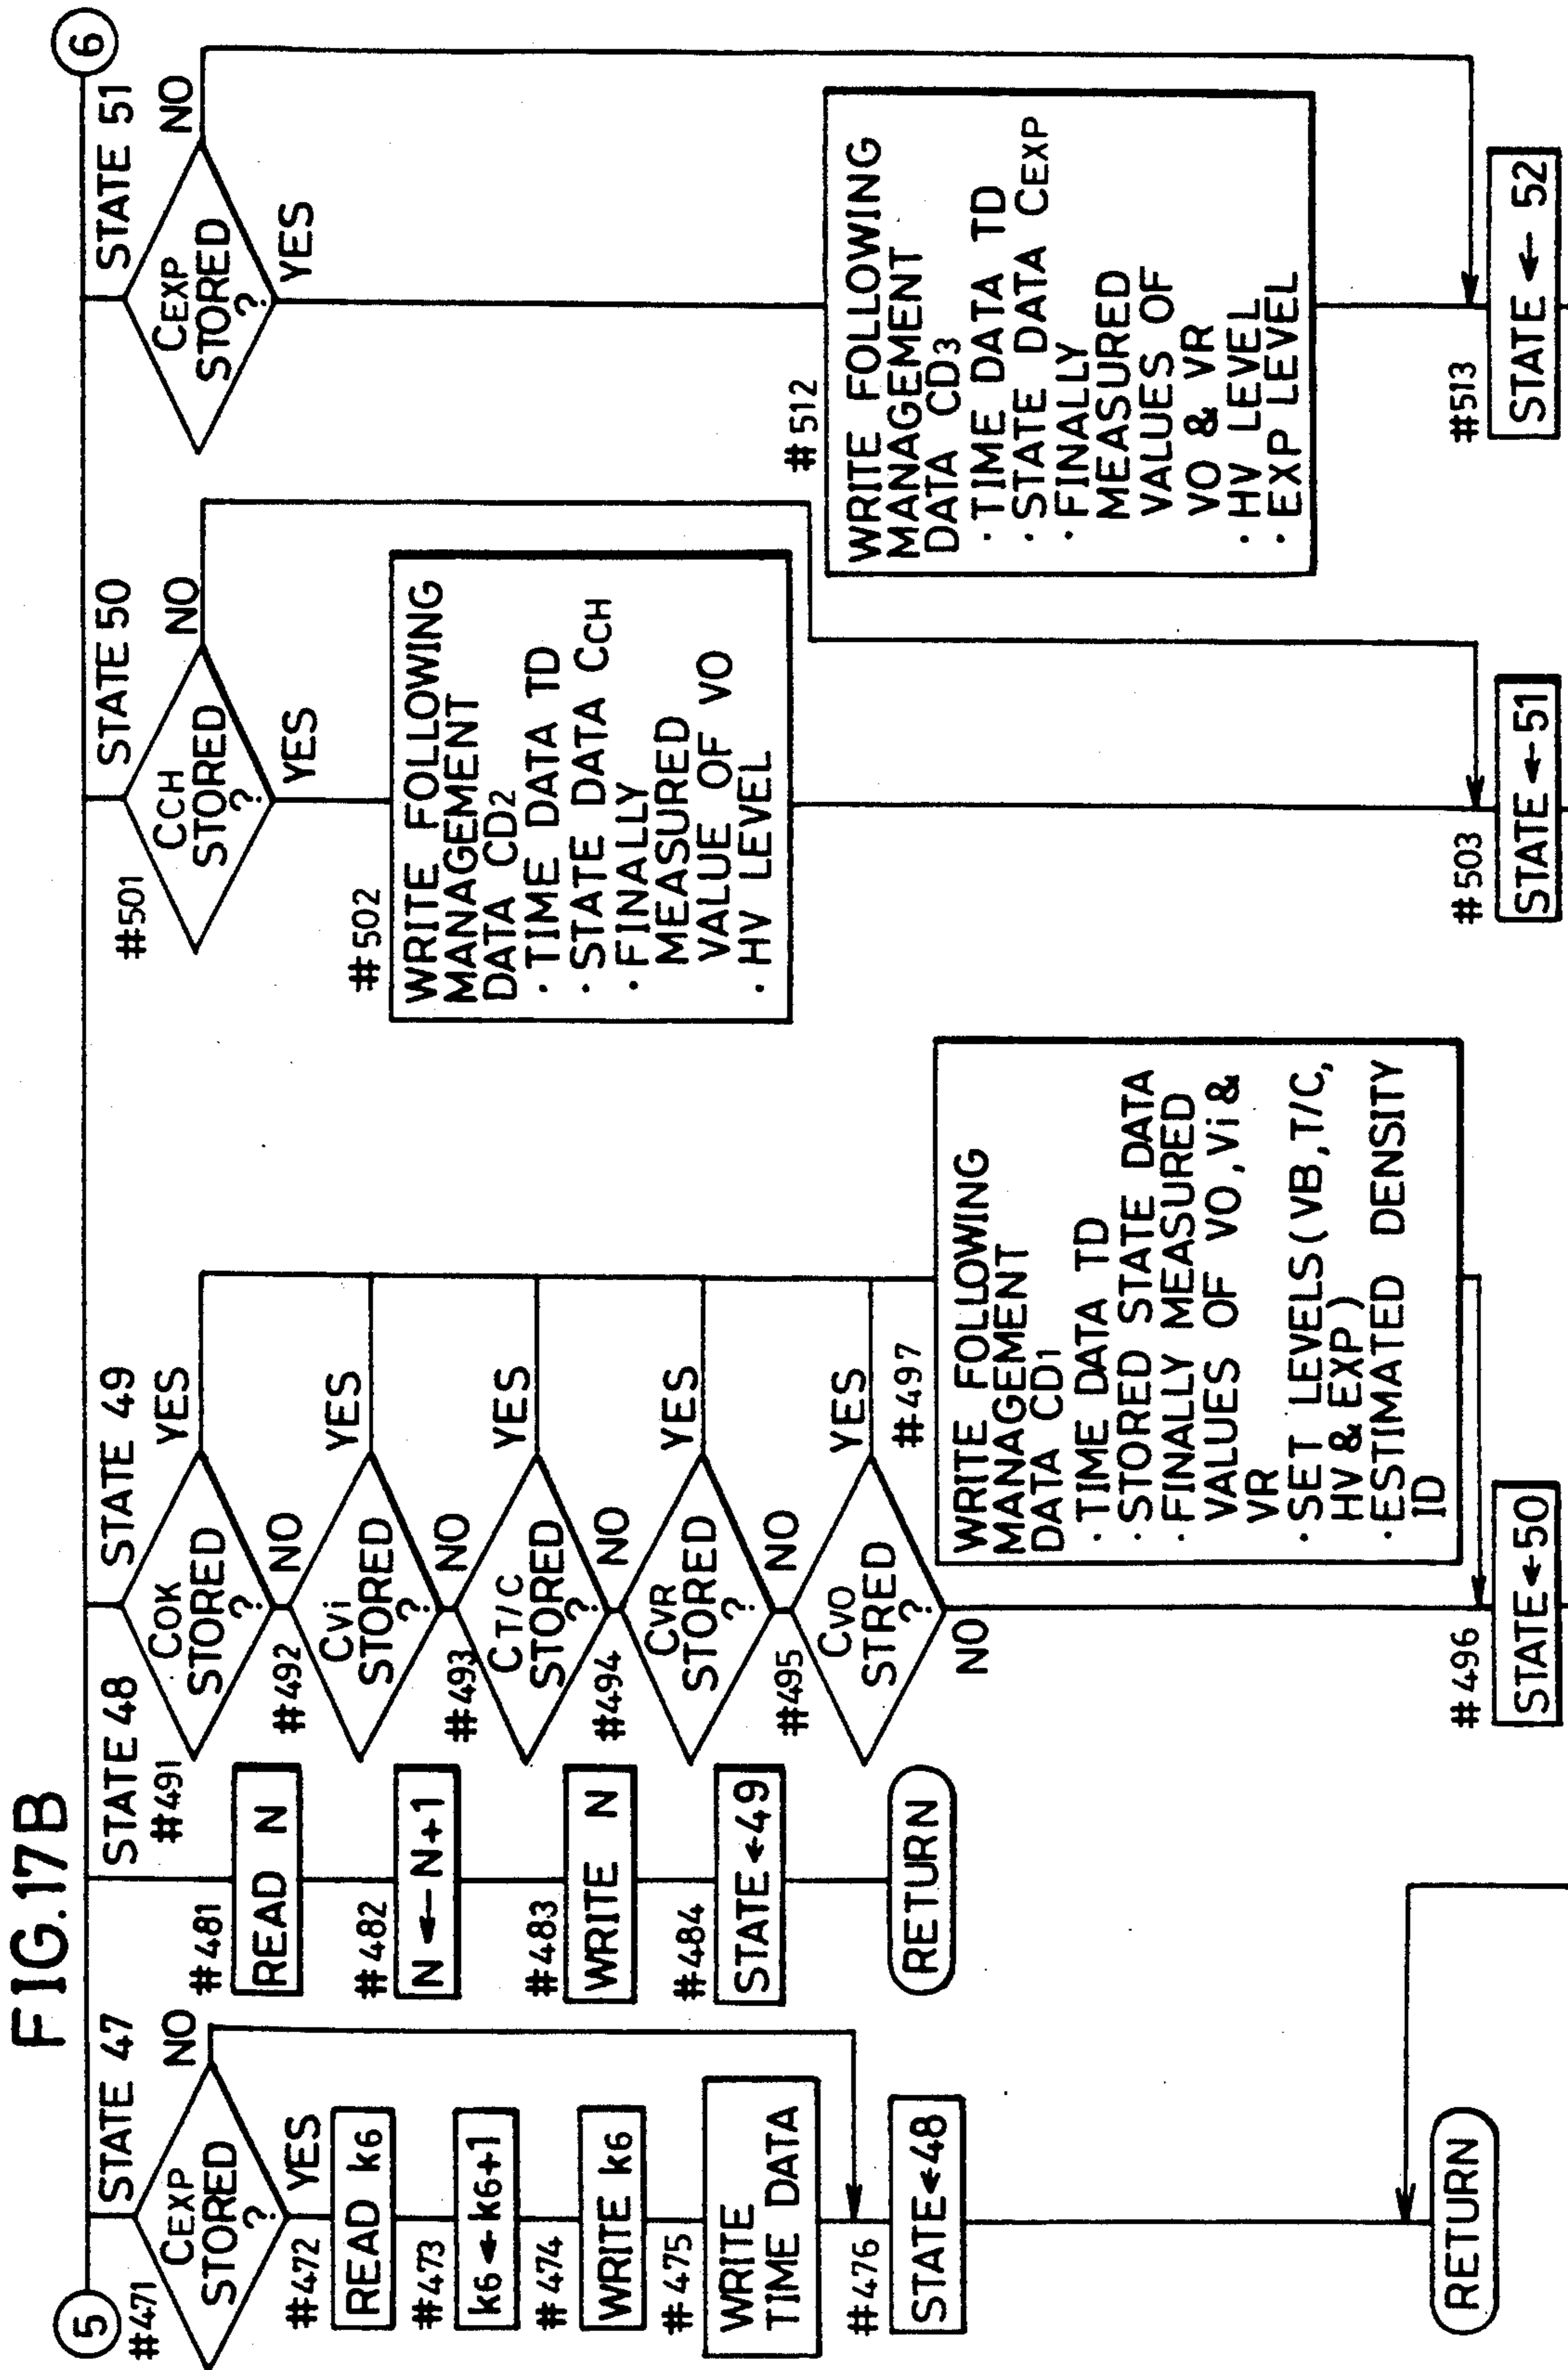 FIG.17B
5
6
STATE 47
#471
CEXP
STORED
?
NO
YES
#472
READ k6
#473
k6←k6+1
#474
WRITE k6
#475
WRITE
TIME DATA
#476
STATE←48
RETURN
STATE 48
#481
READ N
#482
N←N+1
#483
WRITE N
#484
STATE←49
RETURN
STATE 49
#491
COK
STORED
?
YES
NO
#492
CVi
STORED
?
YES
NO
#493
CT/C
STORED
?
YES
NO
#494
CVR
STORED
?
YES
NO
#495
CVO
STRED
?
YES
NO
#497
WRITE FOLLOWING
MANAGEMENT
DATA CD1
· TIME DATA TD
· STORED STATE DATA
· FINALLY MEASURED
VALUES OF VO, Vi &
VR
· SET LEVELS (VB, T/C,
HV & EXP)
· ESTIMATED DENSITY
ID
#496
STATE←50
STATE 50
#501
CCH
STORED
?
NO
YES
#502
WRITE FOLLOWING
MANAGEMENT
DATA CD2
· TIME DATA TD
· STATE DATA CCH
· FINALLY
MEASURED
VALUE OF VO
· HV LEVEL
#503
STATE←51
STATE 51
CEXP
STORED
?
NO
YES
#512
WRITE FOLLOWING
MANAGEMENT
DATA CD3
· TIME DATA TD
· STATE DATA CEXP
· FINALLY
MEASURED
VALUES OF
VO & VR
· HV LEVEL
· EXP LEVEL
#513
STATE ← 52